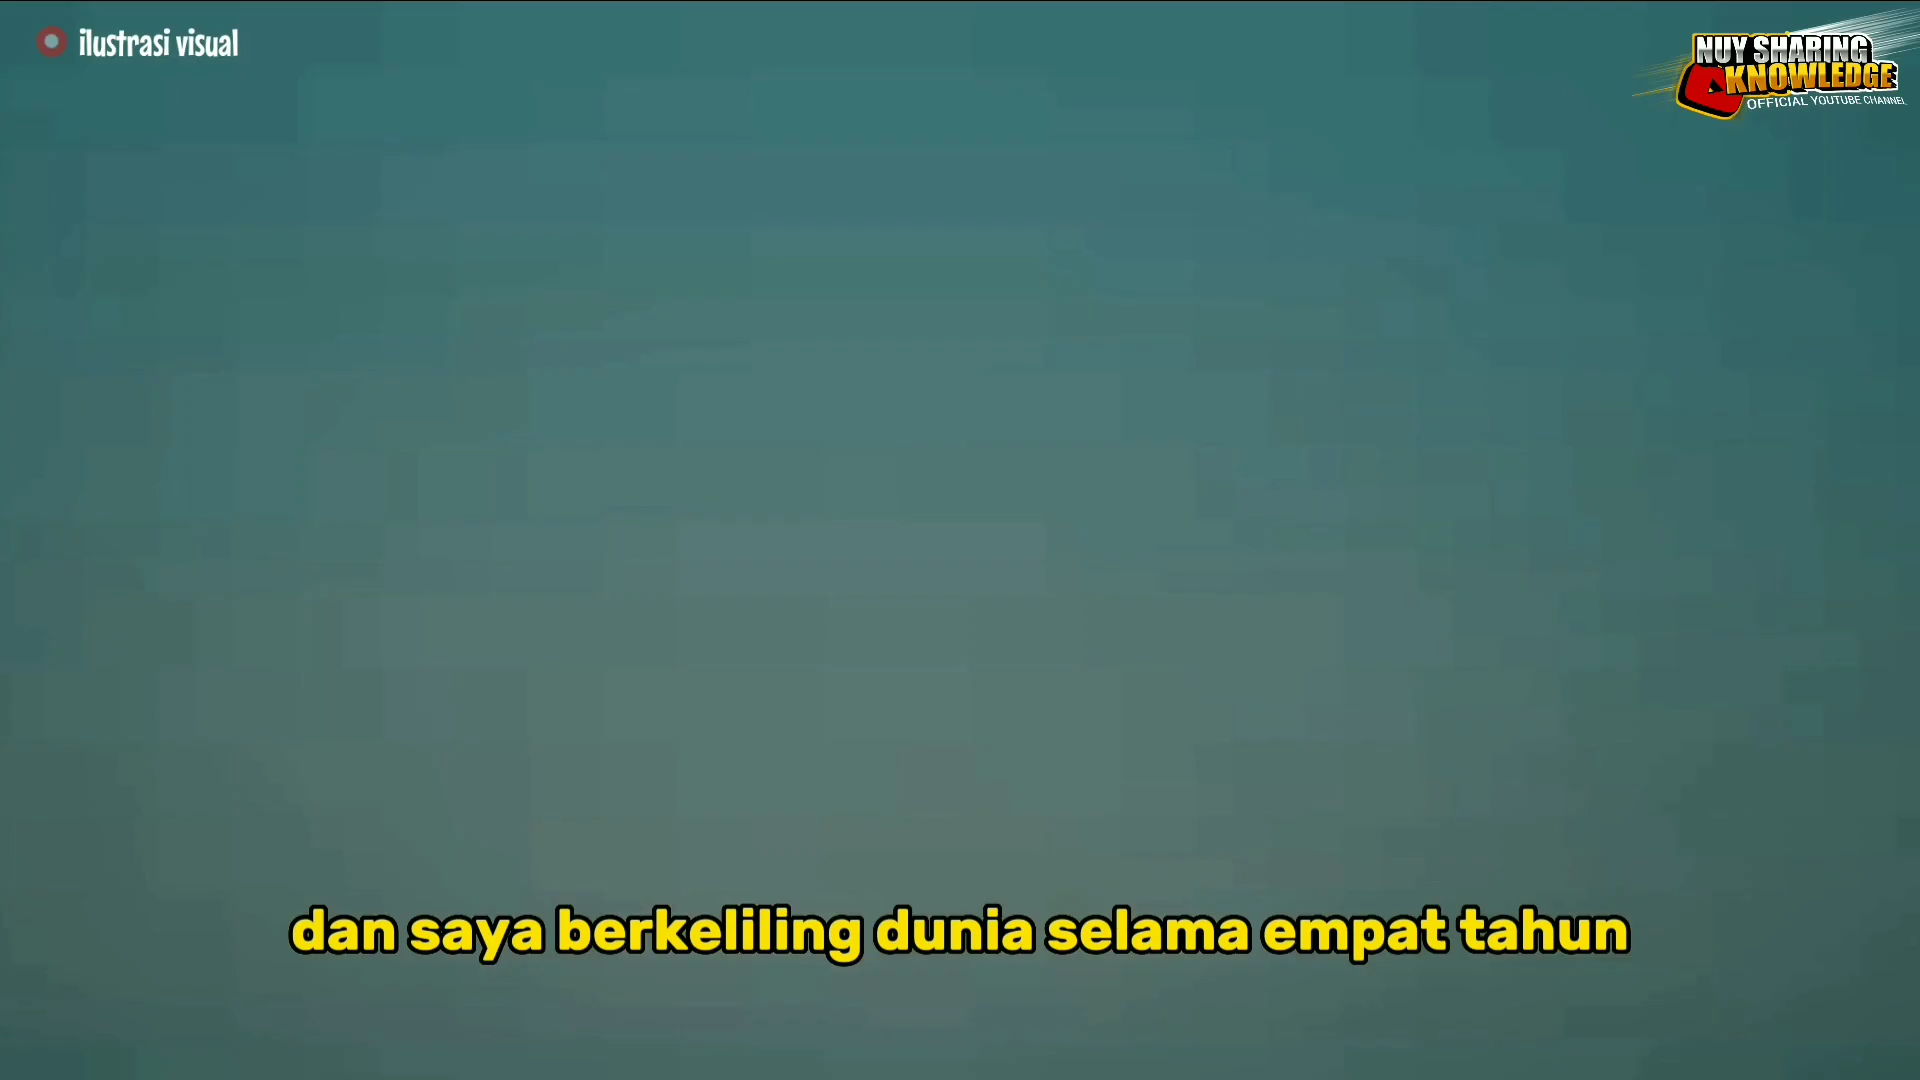 ilustrasi visual
NUY SHARING
KNOWLEDGE
OFFICIAL YOUTUBE CHANNEL
dan saya berkeliling dunia selama empat tahun